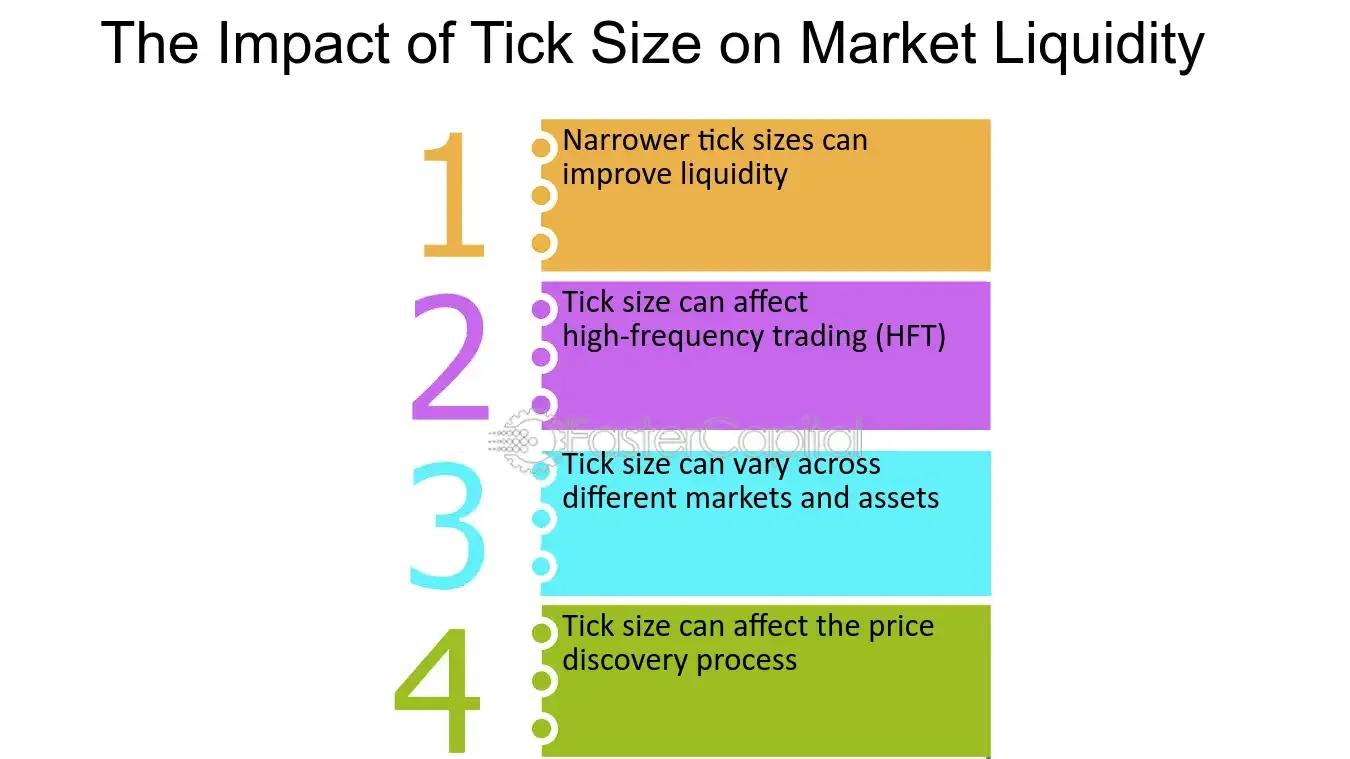 The Impact of Tick Size on Market Liquidity
1
Narrower tick sizes can
improve liquidity
2
Tick size can affect
high-frequency trading (HFT)
FasterCapital
3
Tick size can vary across
different markets and assets
4
Tick size can affect the price
discovery process